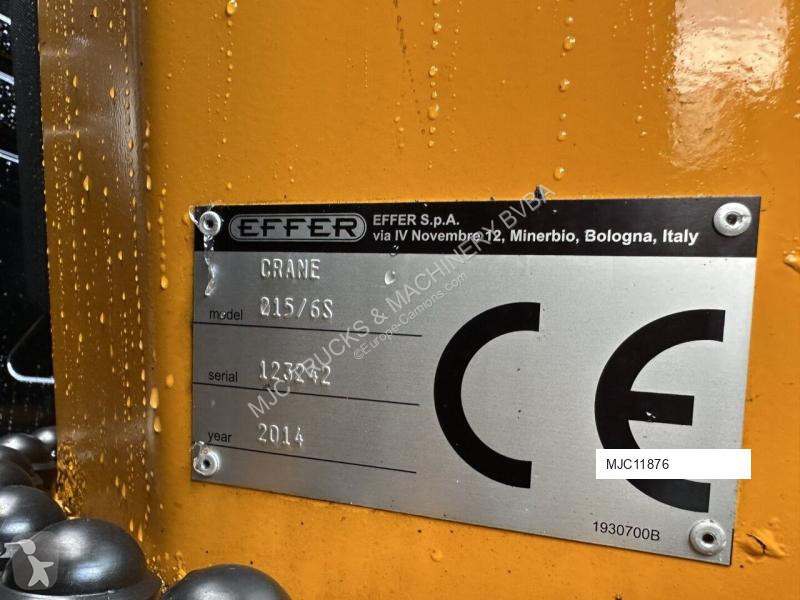 EFFER
EFFER S.p.A.
via IV Novembre 12, Minerbio, Bologna, Italy
CRANE
model 215/6S
serial 123242
year 2014
CE
MJC11876
1930700B
MJC TRUCKS & MACHINERY BVBA
©Europe-Camions.com